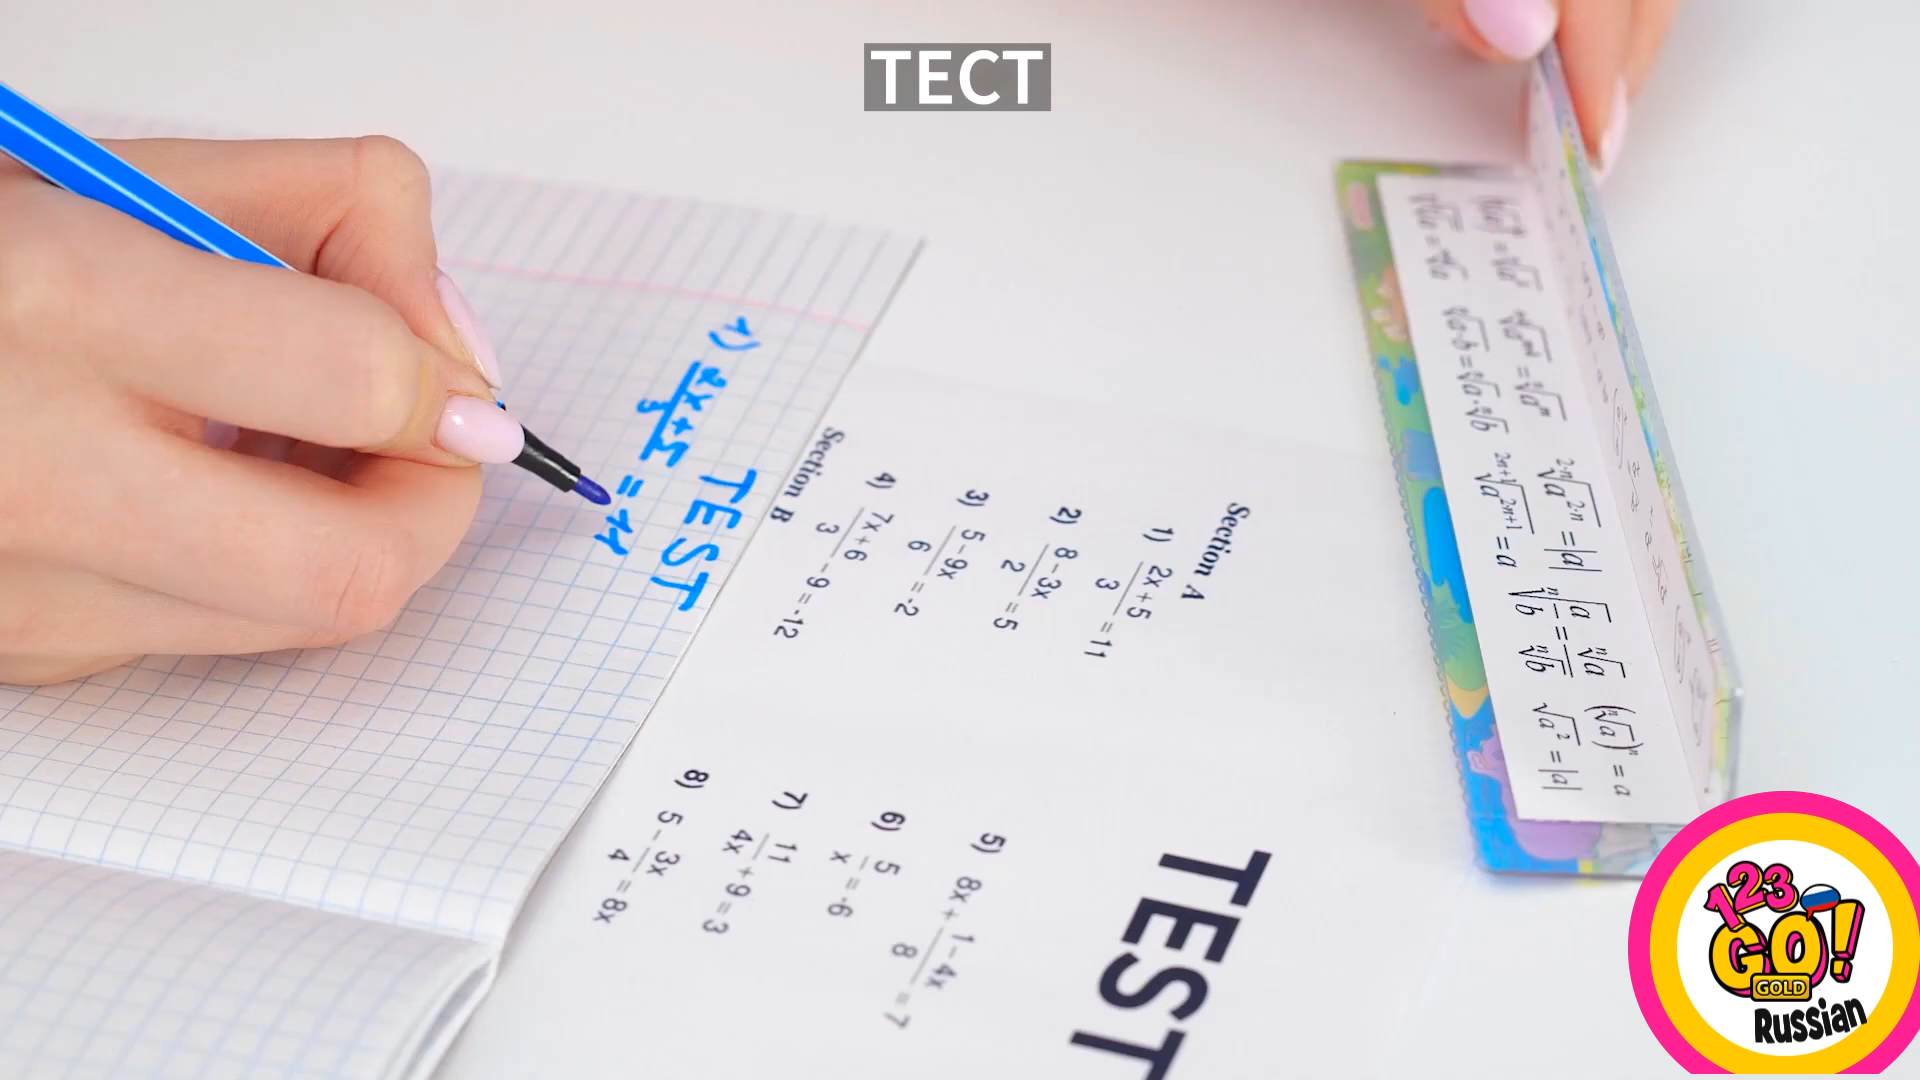 ТЕСТ
TEST
1) 2x+5/3 = 11
TEST
Section A
1) 2x+5/3 = 11
2) 8-3x/2 = 5
3) 5-9x/6 = -2
4) 7x+6/3 - 9 = -12
Section B
5) 8x + 1-4x/8 = 7
6) 5/x = -6
7) 11/4x + 9 = 3
8) 5 - 3x/4 = 8x
(ⁿ√a)ⁿ = a
√a² = |a|
ⁿ√a/b = ⁿ√a/ⁿ√b
²ⁿ√a²ⁿ = |a|
²ⁿ⁺¹√a²ⁿ⁺¹ = a
123 GO!
GOLD
Russian